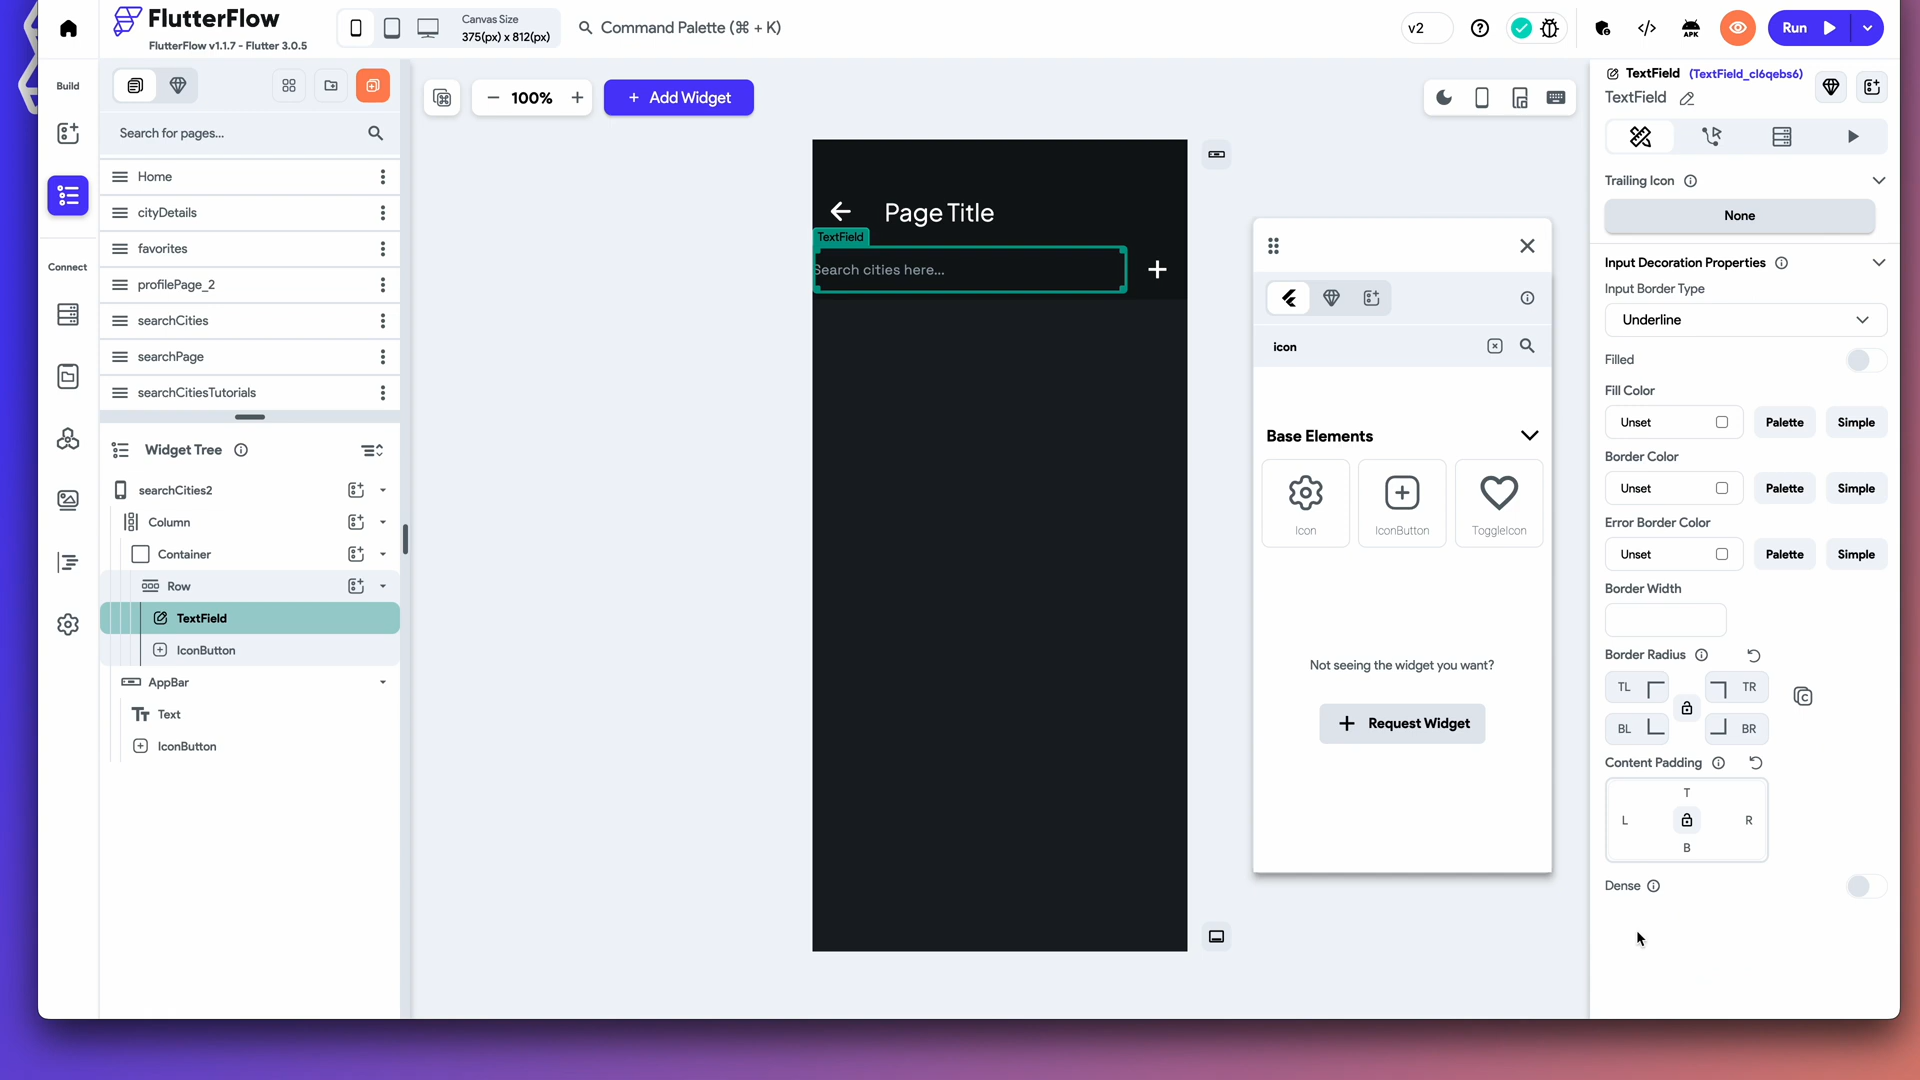 FlutterFlow
FlutterFlow v1.1.7 - Flutter 3.0.5
Canvas Size
375(px) x 812(px)
Command Palette (⌘ + K)
v2
APK
Run
Build
Connect
Search for pages...
Home
cityDetails
favorites
profilePage_2
searchCities
searchPage
searchCitiesTutorials
Widget Tree
searchCities2
Column
Container
Row
TextField
IconButton
AppBar
Text
IconButton
100%
+ Add Widget
Page Title
TextField
Search cities here...
icon
Base Elements
Icon
IconButton
ToggleIcon
Not seeing the widget you want?
+ Request Widget
TextField (TextField_cl6qebs6)
TextField
Trailing Icon
None
Input Decoration Properties
Input Border Type
Underline
Filled
Fill Color
Unset Palette Simple
Border Color
Unset Palette Simple
Error Border Color
Unset Palette Simple
Border Width
Border Radius
TL TR
BL BR
Content Padding
T
L R
B
Dense